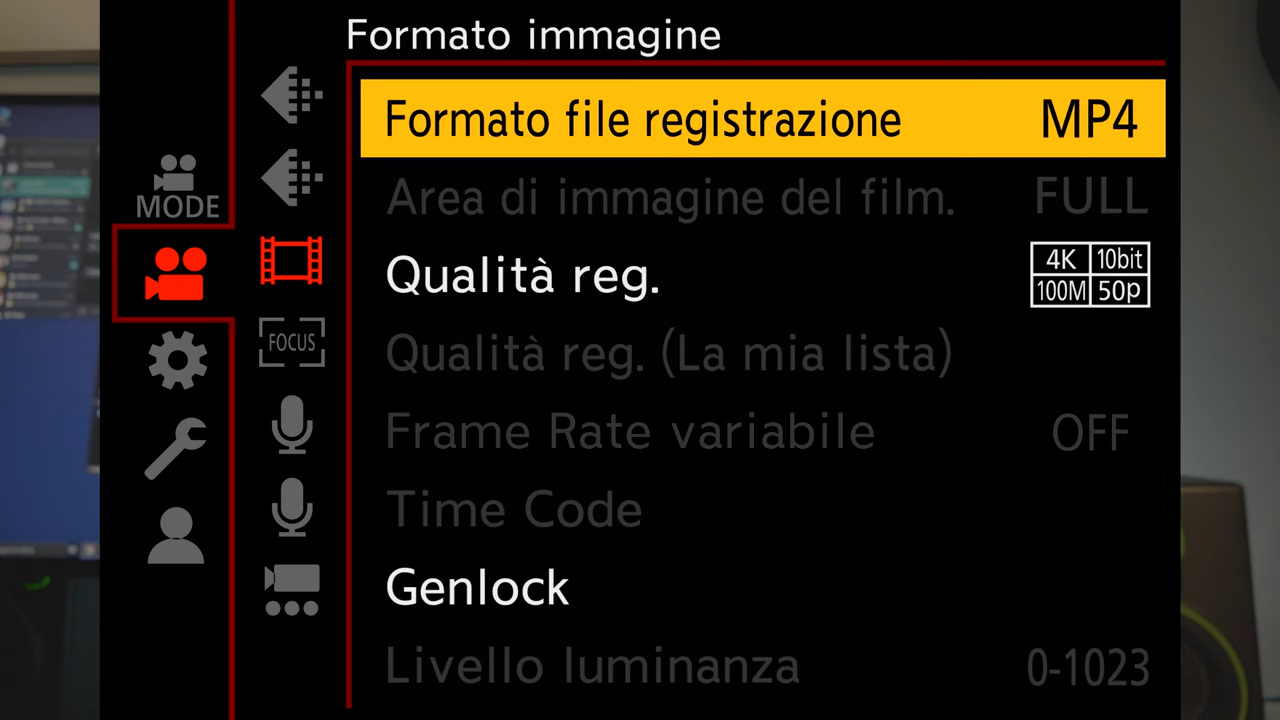 Formato immagine
Formato file registrazione MP4
Area di immagine del film. FULL
MODE
Qualità reg. 4K 10bit
100M 50p
FOCUS
Qualità reg. (La mia lista)
Frame Rate variabile OFF
Time Code
Genlock
Livello luminanza 0-1023